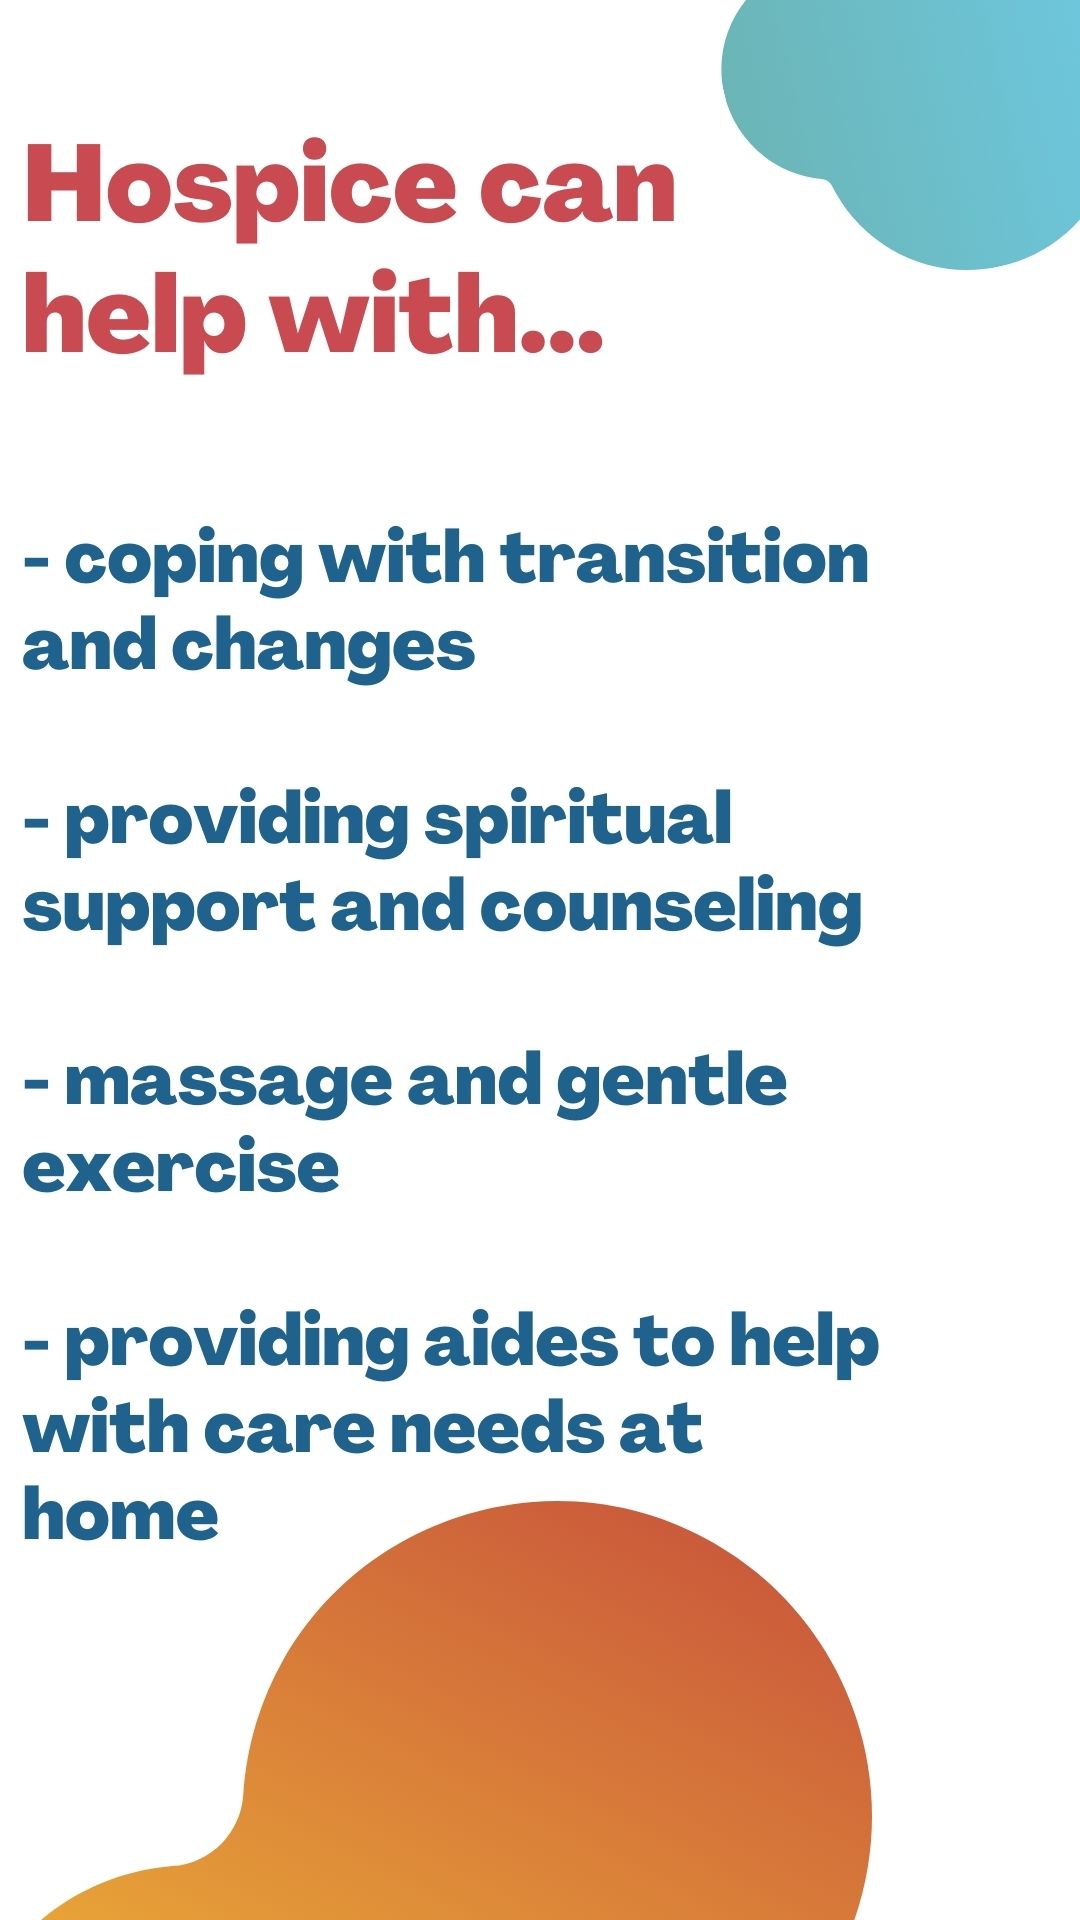 Hospice can
help with...
- coping with transition
and changes
- providing spiritual
support and counseling
- massage and gentle
exercise
- providing aides to help
with care needs at
home